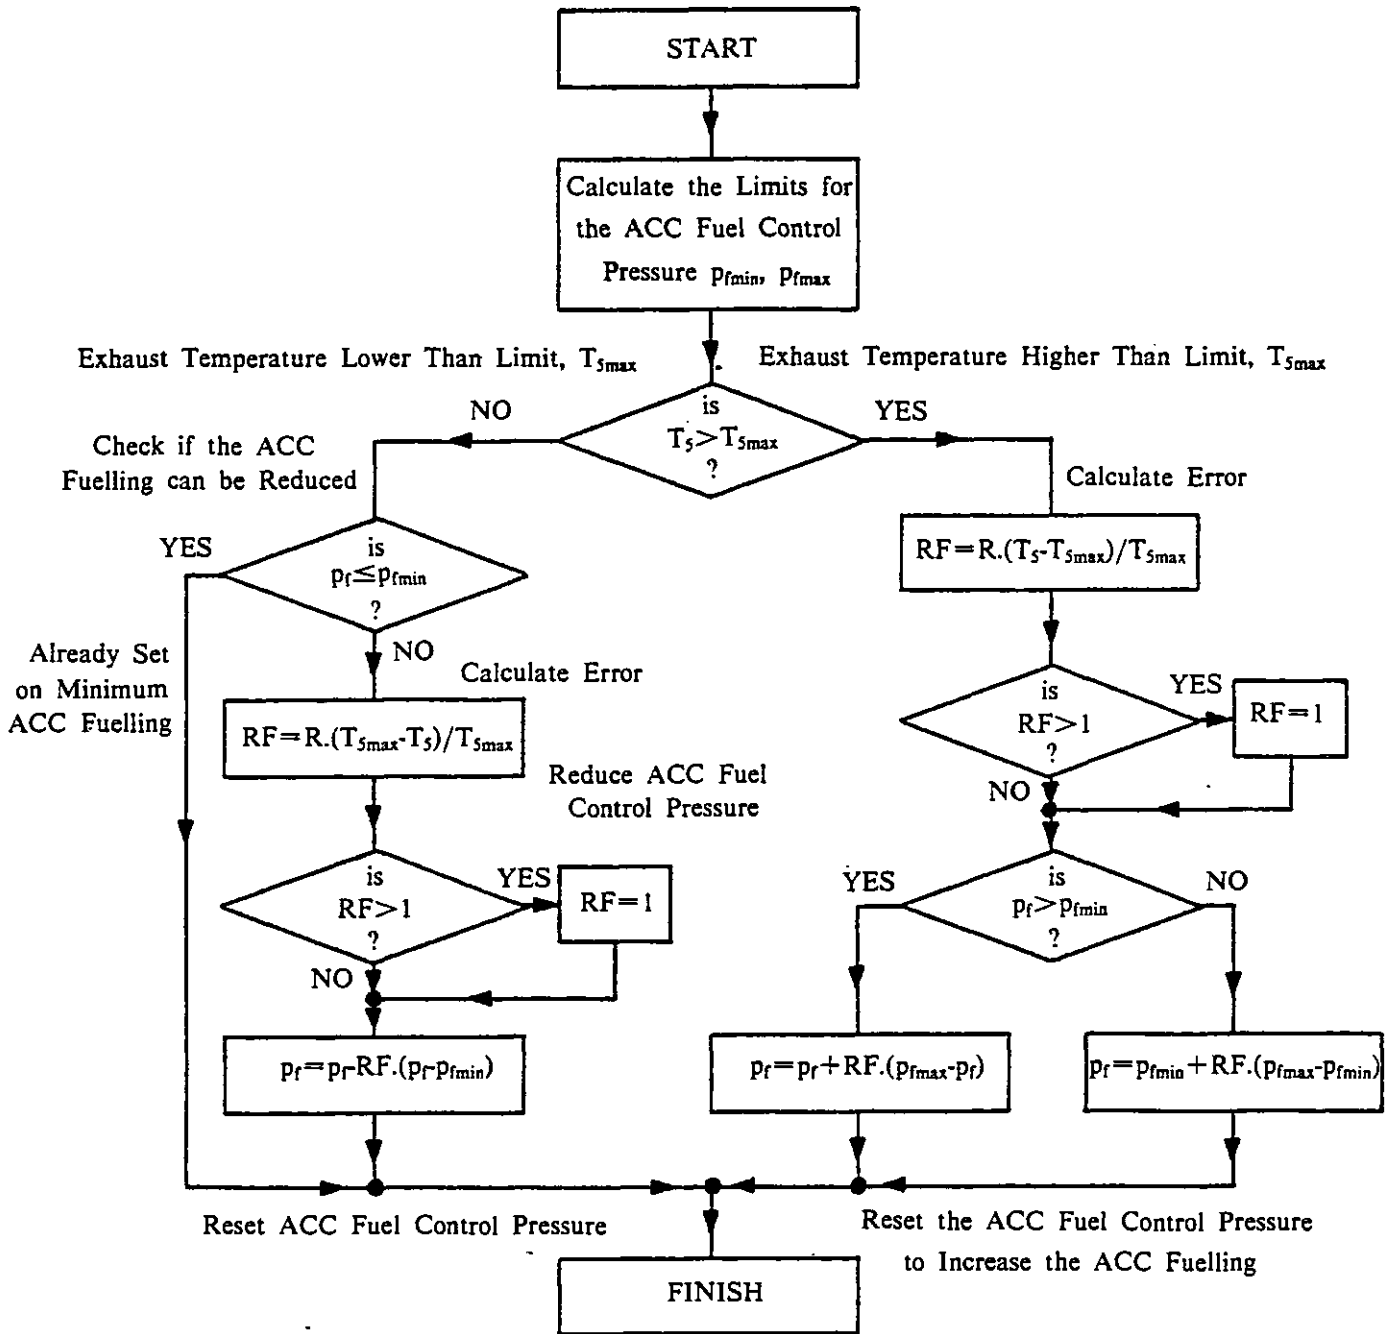 START
Calculate the Limits for
the ACC Fuel Control
Pressure pfmin, pfmax
Exhaust Temperature Lower Than Limit, T5max
Exhaust Temperature Higher Than Limit, T5max
NO
is
T5>T5max
?
YES
Check if the ACC
Fuelling can be Reduced
Calculate Error
YES
is
pf≤pfmin
?
NO
RF=R.(T5-T5max)/T5max
Already Set
on Minimum
ACC Fuelling
Calculate Error
RF=R.(T5max-T5)/T5max
is
RF>1
?
YES
RF=1
NO
Reduce ACC Fuel
Control Pressure
is
RF>1
?
YES
RF=1
NO
YES
is
pf>pfmin
?
NO
pf=pf-RF.(pf-pfmin)
pf=pf+RF.(pfmax-pf)
pf=pfmin+RF.(pfmax-pfmin)
Reset ACC Fuel Control Pressure
Reset the ACC Fuel Control Pressure
to Increase the ACC Fuelling
FINISH